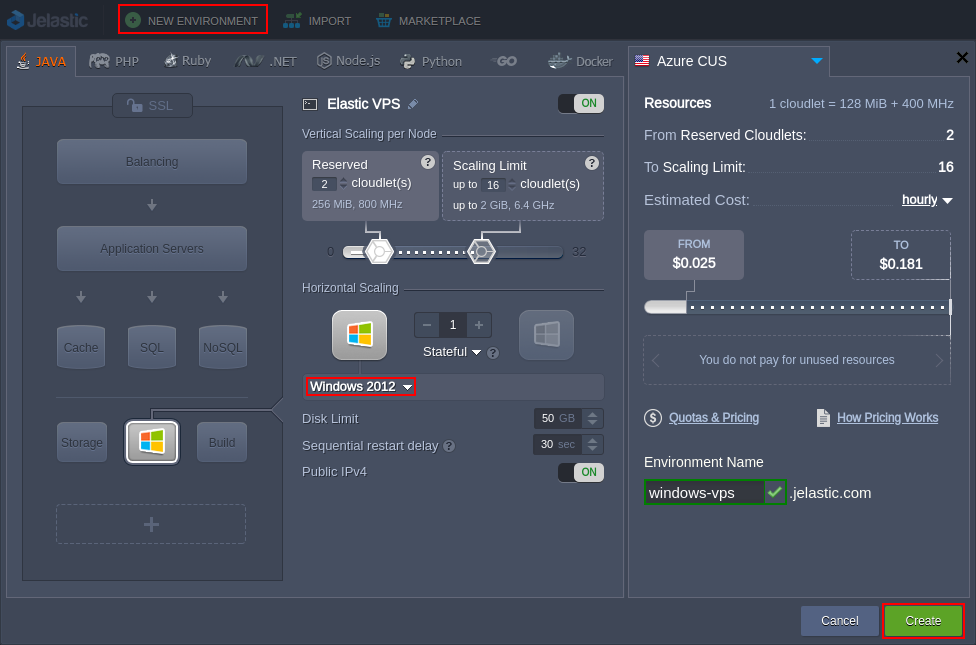 Jelastic NEW ENVIRONMENT IMPORT MARKETPLACE
JAVA PHP Ruby .NET Node.js Python GO Docker
SSL
Balancing
Application Servers
Cache SQL NoSQL
Storage Build
+
Elastic VPS ON
Vertical Scaling per Node
Reserved ?
2 cloudlet(s)
256 MiB, 800 MHz
Scaling Limit ?
up to 16 cloudlet(s)
up to 2 GiB, 6.4 GHz
0 32
Horizontal Scaling
− 1 +
Stateful ?
Windows 2012
Disk Limit 50 GB
Sequential restart delay ? 30 sec
Public IPv4 ON
Azure CUS
Resources 1 cloudlet = 128 MiB + 400 MHz
From Reserved Cloudlets: 2
To Scaling Limit: 16
Estimated Cost: hourly
FROM
$0.025
TO
$0.181
You do not pay for unused resources
$ Quotas & Pricing How Pricing Works
Environment Name
windows-vps .jelastic.com
Cancel Create